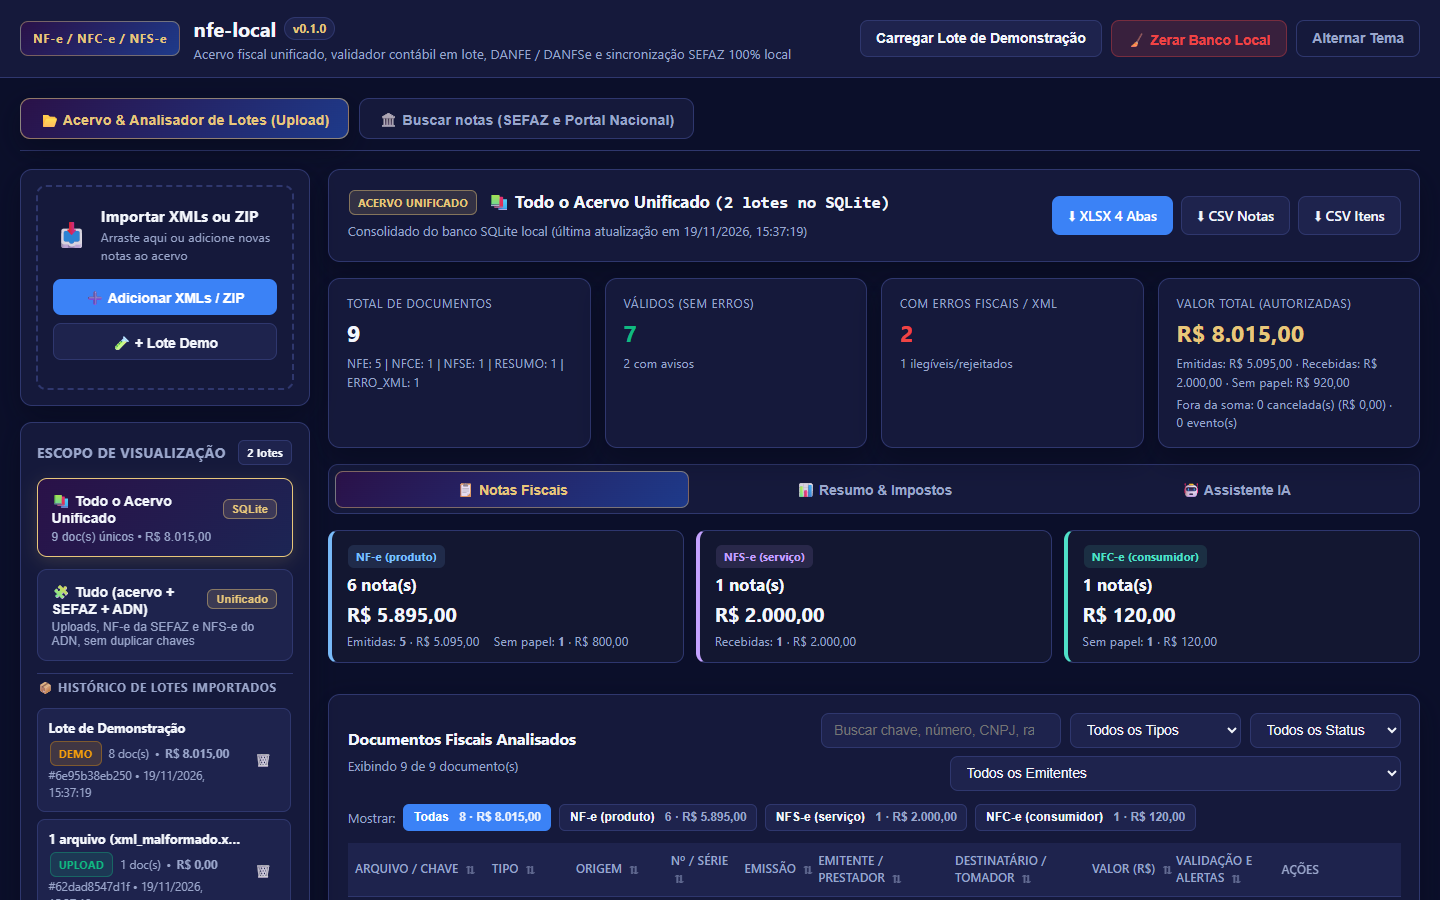 NF-e / NFC-e / NFS-e
nfe-local v0.1.0
Acervo fiscal unificado, validador contábil em lote, DANFE / DANFSe e sincronização SEFAZ 100% local
Carregar Lote de Demonstração
Zerar Banco Local
Alternar Tema
Acervo & Analisador de Lotes (Upload)
Buscar notas (SEFAZ e Portal Nacional)
Importar XMLs ou ZIP
Arraste aqui ou adicione novas
notas ao acervo
Adicionar XMLs / ZIP
+ Lote Demo
ESCOPO DE VISUALIZAÇÃO 2 lotes
Todo o Acervo
Unificado
SQLite
9 doc(s) únicos • R$ 8.015,00
Tudo (acervo +
SEFAZ + ADN)
Unificado
Uploads, NF-e da SEFAZ e NFS-e do
ADN, sem duplicar chaves
HISTÓRICO DE LOTES IMPORTADOS
Lote de Demonstração
DEMO 8 doc(s) • R$ 8.015,00
#6e95b38eb250 • 19/11/2026,
15:37:19
1 arquivo (xml_malformado.x...
UPLOAD 1 doc(s) • R$ 0,00
#62dad8547d1f • 19/11/2026,
ACERVO UNIFICADO Todo o Acervo Unificado (2 lotes no SQLite)
Consolidado do banco SQLite local (última atualização em 19/11/2026, 15:37:19)
⬇ XLSX 4 Abas
⬇ CSV Notas
⬇ CSV Itens
TOTAL DE DOCUMENTOS
9
NFE: 5 | NFCE: 1 | NFSE: 1 | RESUMO: 1 |
ERRO_XML: 1
VÁLIDOS (SEM ERROS)
7
2 com avisos
COM ERROS FISCAIS / XML
2
1 ilegíveis/rejeitados
VALOR TOTAL (AUTORIZADAS)
R$ 8.015,00
Emitidas: R$ 5.095,00 · Recebidas: R$
2.000,00 · Sem papel: R$ 920,00
Fora da soma: 0 cancelada(s) (R$ 0,00) ·
0 evento(s)
Notas Fiscais
Resumo & Impostos
Assistente IA
NF-e (produto)
6 nota(s)
R$ 5.895,00
Emitidas: 5 · R$ 5.095,00 Sem papel: 1 · R$ 800,00
NFS-e (serviço)
1 nota(s)
R$ 2.000,00
Recebidas: 1 · R$ 2.000,00
NFC-e (consumidor)
1 nota(s)
R$ 120,00
Sem papel: 1 · R$ 120,00
Documentos Fiscais Analisados
Exibindo 9 de 9 documento(s)
Buscar chave, número, CNPJ, ra
Todos os Tipos
Todos os Status
Todos os Emitentes
Mostrar: Todas 8 · R$ 8.015,00 NF-e (produto) 6 · R$ 5.895,00 NFS-e (serviço) 1 · R$ 2.000,00 NFC-e (consumidor) 1 · R$ 120,00
ARQUIVO / CHAVE ⇅
TIPO ⇅
ORIGEM ⇅
Nº / SÉRIE
⇅
EMISSÃO ⇅
EMITENTE /
PRESTADOR ⇅
DESTINATÁRIO /
TOMADOR ⇅
VALOR (R$) ⇅
VALIDAÇÃO E
ALERTAS ⇅
AÇÕES